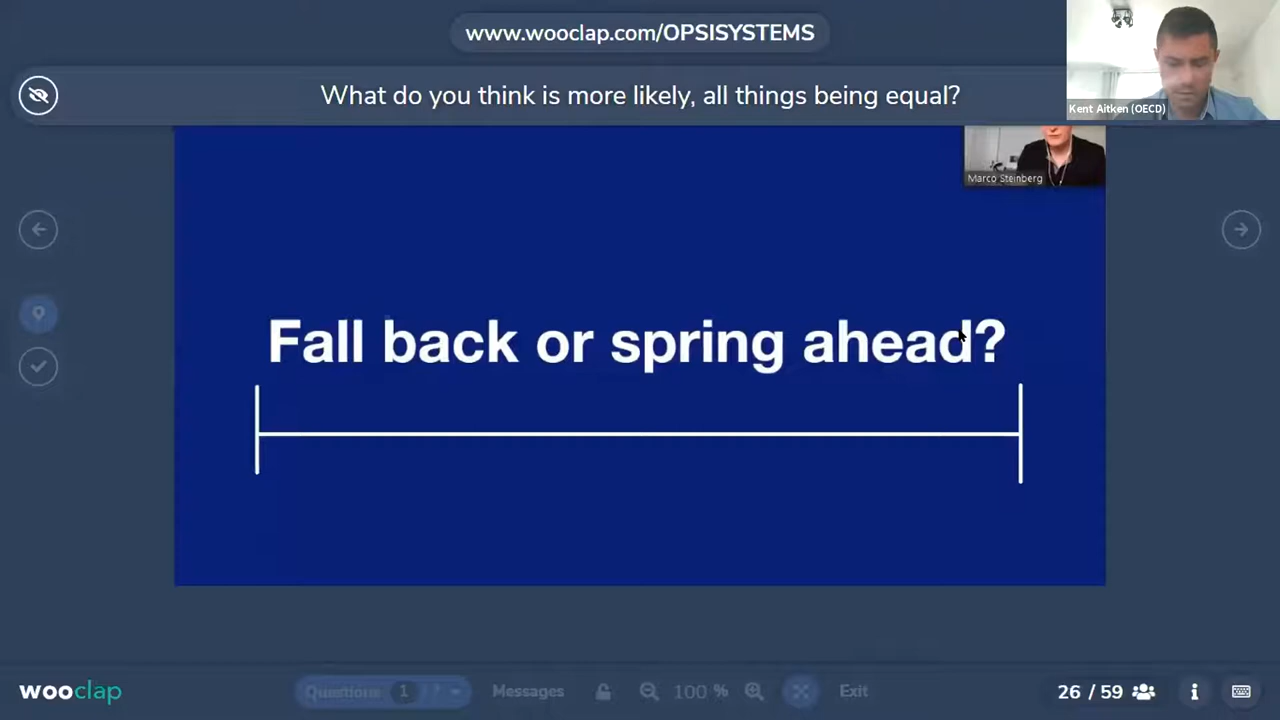 www.wooclap.com/OPSISYSTEMS
What do you think is more likely, all things being equal?
Kent Aitken (OECD)
Marco Steinberg
Fall back or spring ahead?
wooclap
Questions 1 / ?
Messages
100 %
Exit
26 / 59